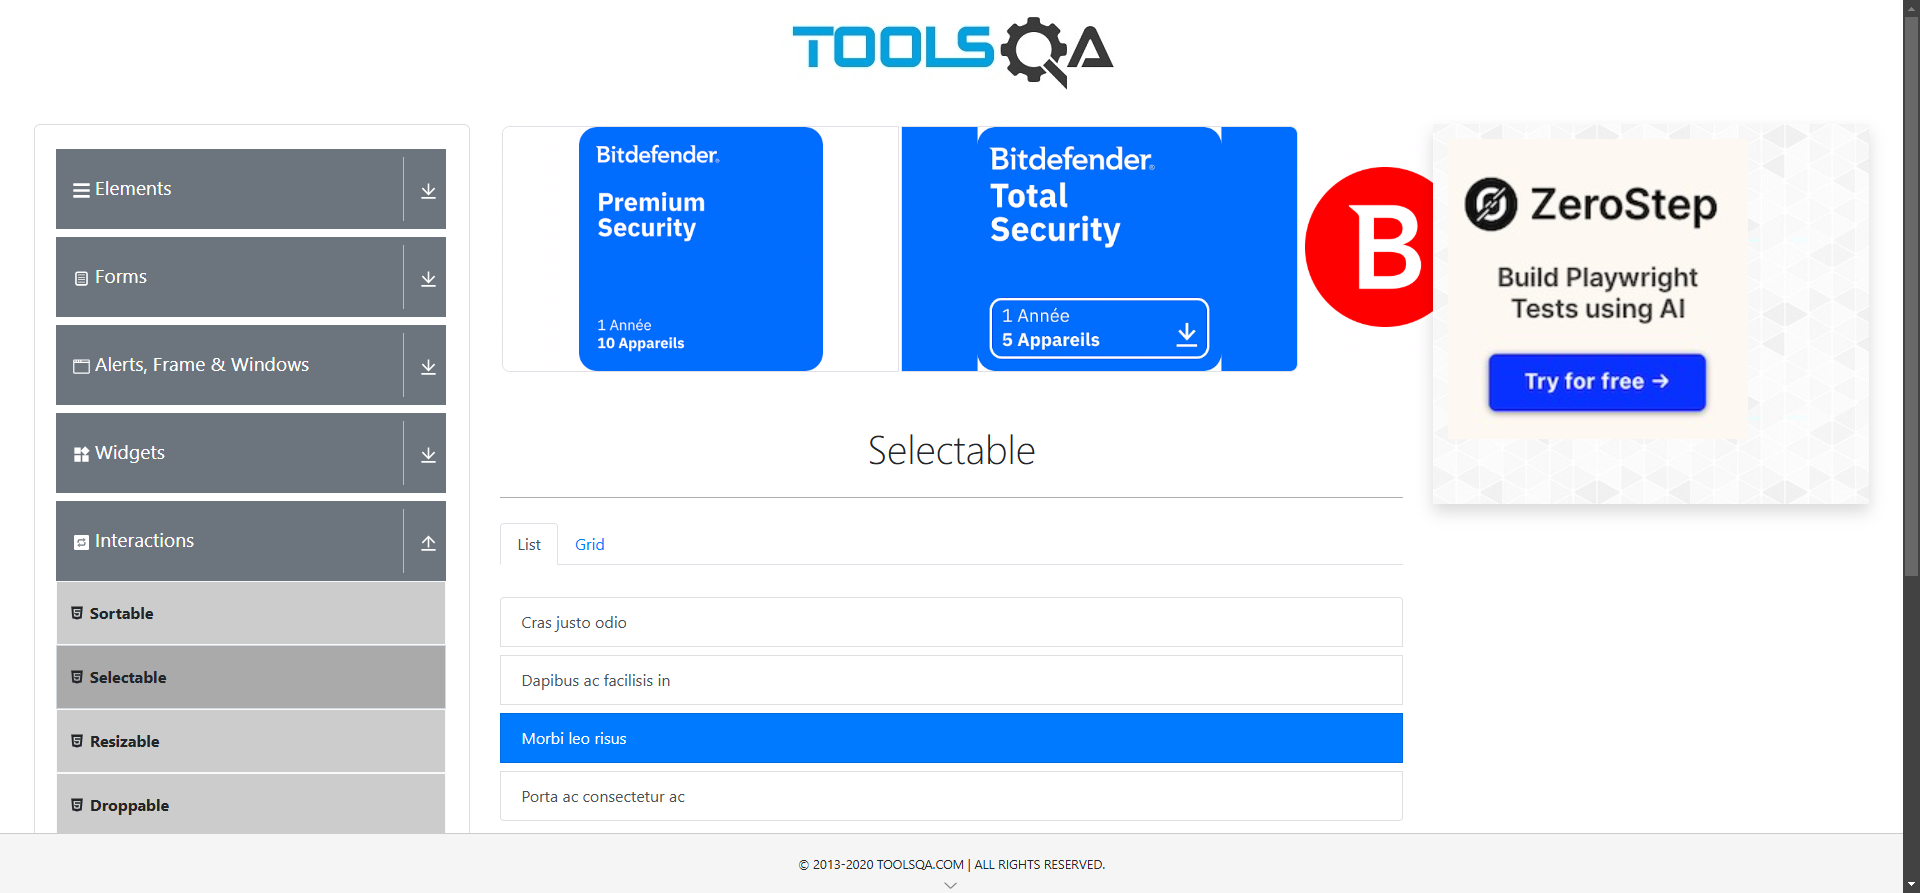 TOOLSQA
Elements
Forms
Alerts, Frame & Windows
Widgets
Interactions
Sortable
Selectable
Resizable
Droppable
Bitdefender®
Premium
Security
1 Année
10 Appareils
Bitdefender®
Total
Security
1 Année
5 Appareils
B
Selectable
List
Grid
Cras justo odio
Dapibus ac facilisis in
Morbi leo risus
Porta ac consectetur ac
ZeroStep
Build Playwright
Tests using AI
Try for free →
© 2013-2020 TOOLSQA.COM | ALL RIGHTS RESERVED.